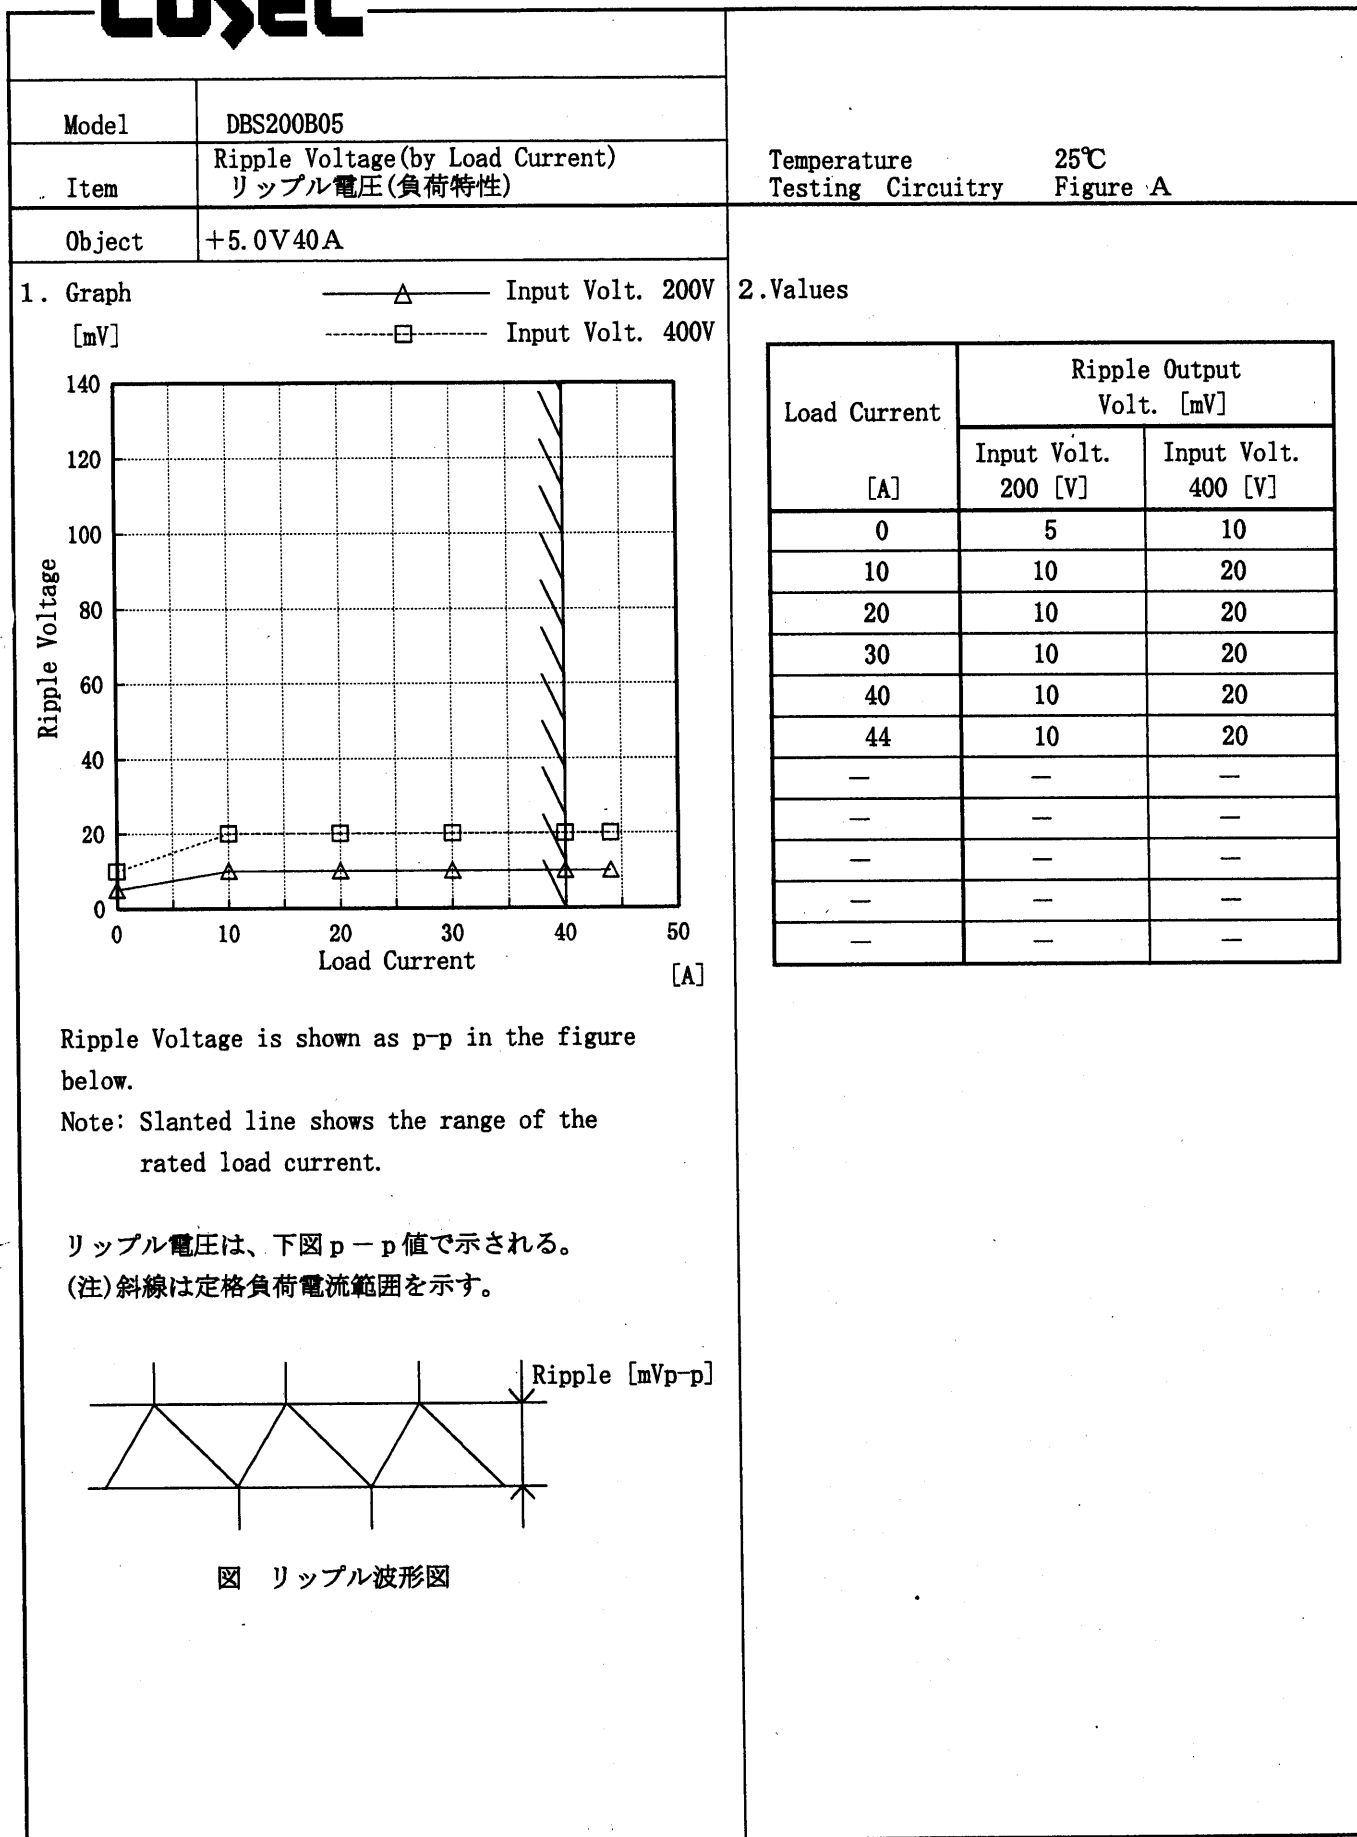 COSEL
Model DBS200B05
Item Ripple Voltage(by Load Current)
リップル電圧(負荷特性)
Object +5.0V40A
Temperature 25℃
Testing Circuitry Figure A
1. Graph
[mV]
Input Volt. 200V
Input Volt. 400V
140
120
100
80
60
40
20
0
Ripple Voltage
0 10 20 30 40 50
Load Current
[A]
Ripple Voltage is shown as p-p in the figure
below.
Note: Slanted line shows the range of the
rated load current.
リップル電圧は、下図p-p値で示される。
(注)斜線は定格負荷電流範囲を示す。
Ripple [mVp-p]
図 リップル波形図
2.Values
Load Current
[A]
Ripple Output
Volt. [mV]
Input Volt.
200 [V]
Input Volt.
400 [V]
0 5 10
10 10 20
20 10 20
30 10 20
40 10 20
44 10 20
— — —
— — —
— — —
— — —
— — —